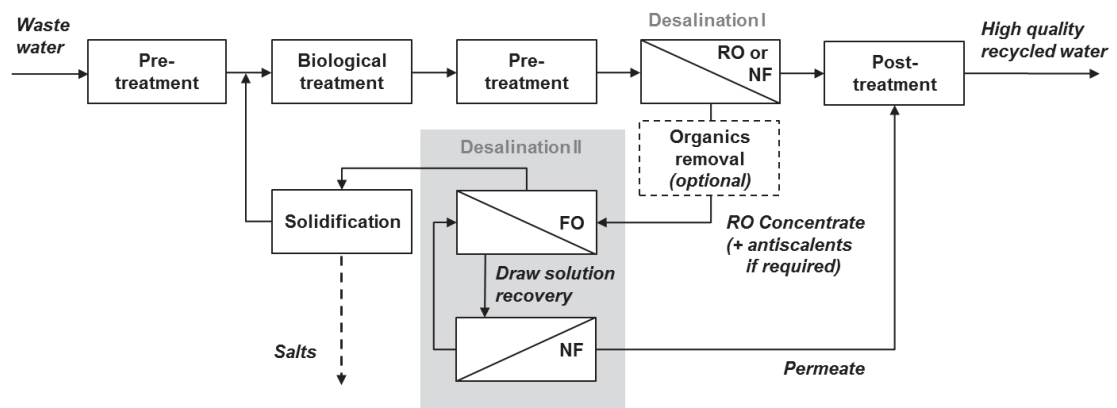 Waste
water
Pre-
treatment
Biological
treatment
Pre-
treatment
Desalination I
RO or
NF
Post-
treatment
High quality
recycled water
Organics
removal
(optional)
Desalination II
Solidification
FO
RO Concentrate
(+ antiscalents
if required)
Draw solution
recovery
NF
Salts
Permeate